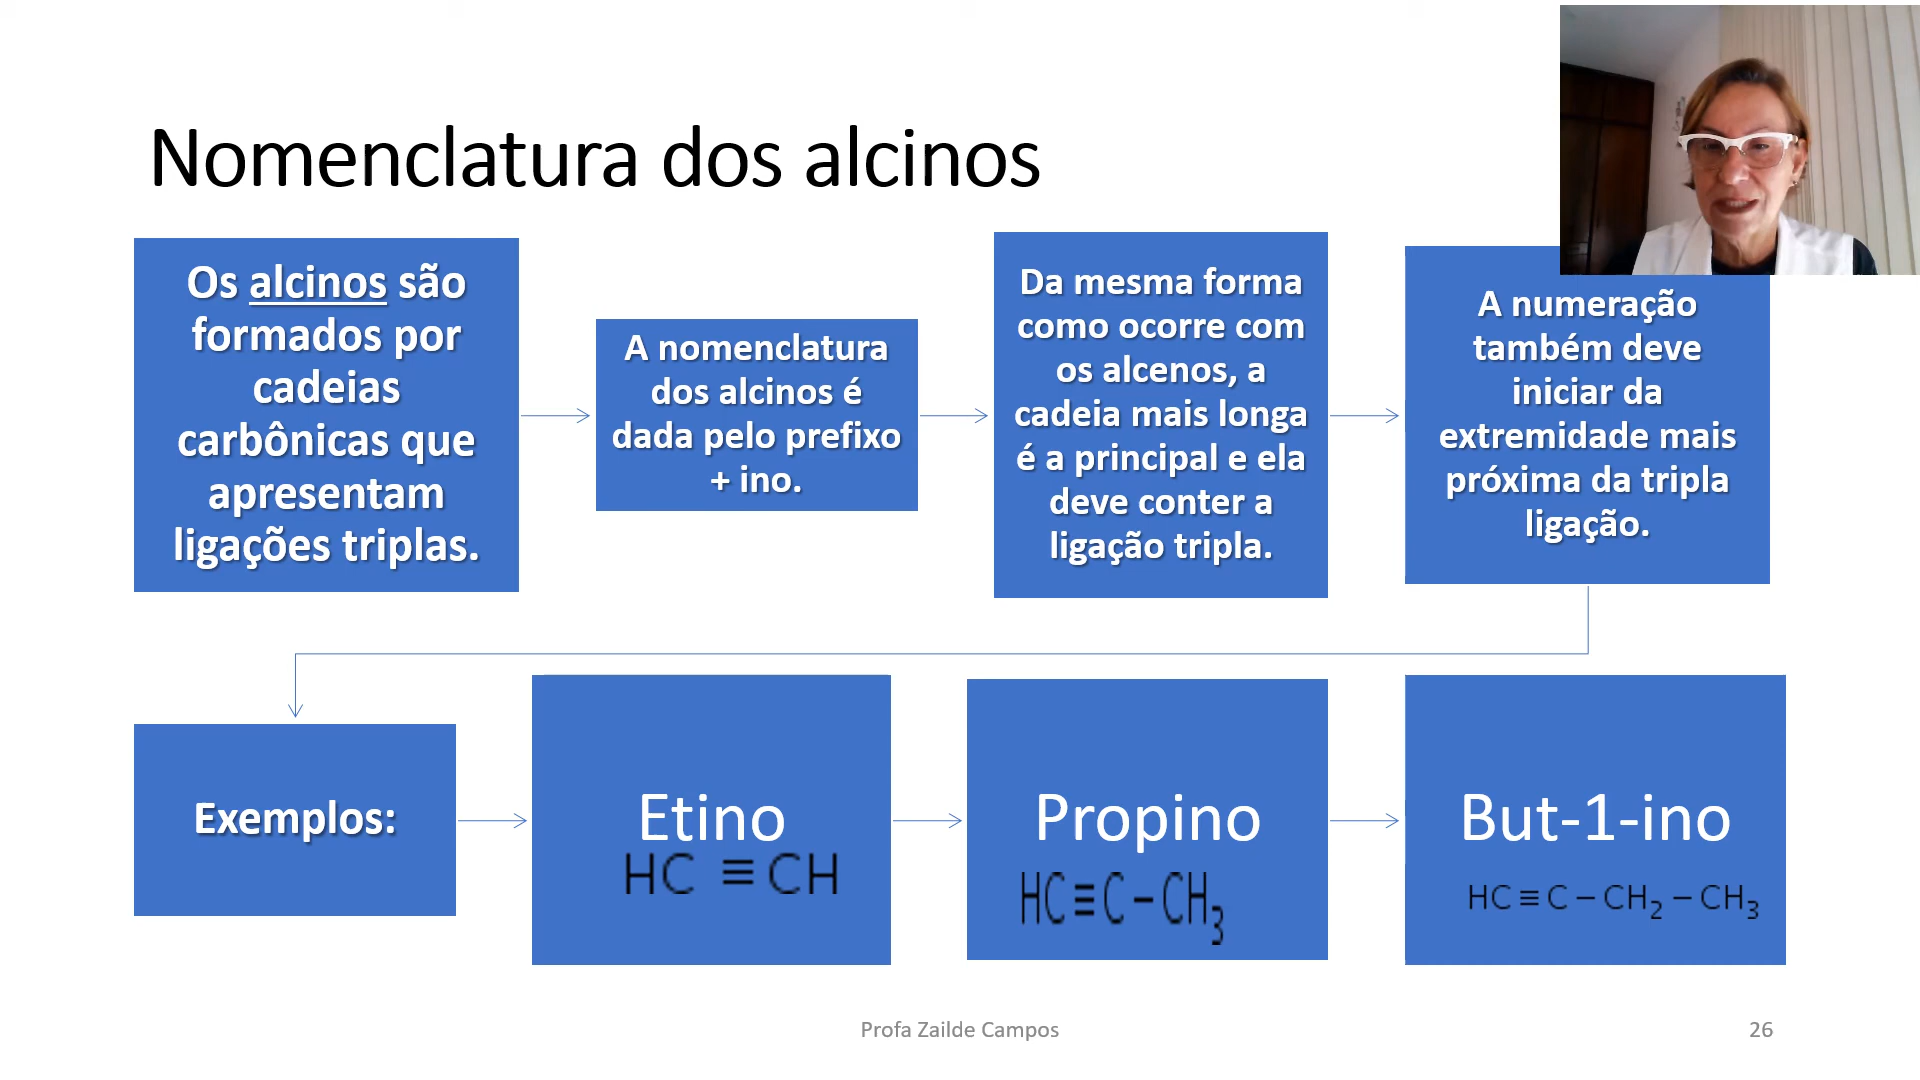 Nomenclatura dos alcinos
Os alcinos são
formados por
cadeias
carbônicas que
apresentam
ligações triplas.
A nomenclatura
dos alcinos é
dada pelo prefixo
+ ino.
Da mesma forma
como ocorre com
os alcenos, a
cadeia mais longa
é a principal e ela
deve conter a
ligação tripla.
A numeração
também deve
iniciar da
extremidade mais
próxima da tripla
ligação.
Exemplos:
Etino
HC ≡ CH
Propino
HC≡C–CH₃
But-1-ino
HC≡C–CH₂–CH₃
Profa Zailde Campos
26